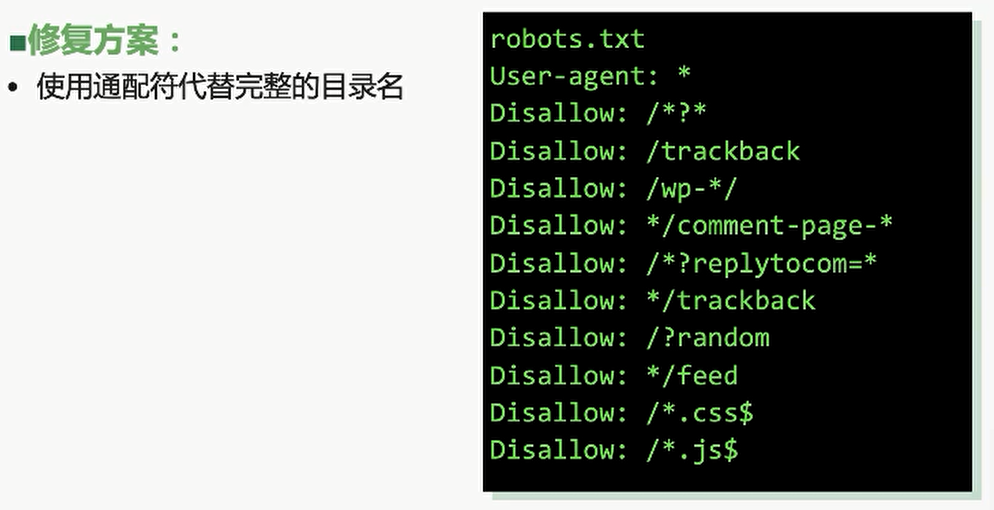 ■修复方案：
• 使用通配符代替完整的目录名
robots.txt
User-agent: *
Disallow: /*?*
Disallow: /trackback
Disallow: /wp-*/
Disallow: */comment-page-*
Disallow: /*?replytocom=*
Disallow: */trackback
Disallow: /?random
Disallow: */feed
Disallow: /*.css$
Disallow: /*.js$